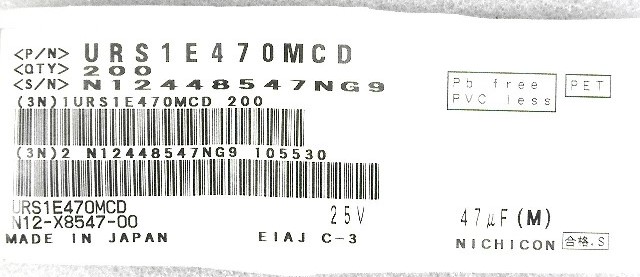 <P/N> URS1E470MCD
<QTY> 200
<S/N> N12448547NG9
Pb free
PVC less
PET
(3N)1URS1E470MCD 200
(3N)2 N12448547NG9 105530
URS1E470MCD 25V 47μF (M)
N12-X8547-00
MADE IN JAPAN EIAJ C-3 NICHICON 合格.S